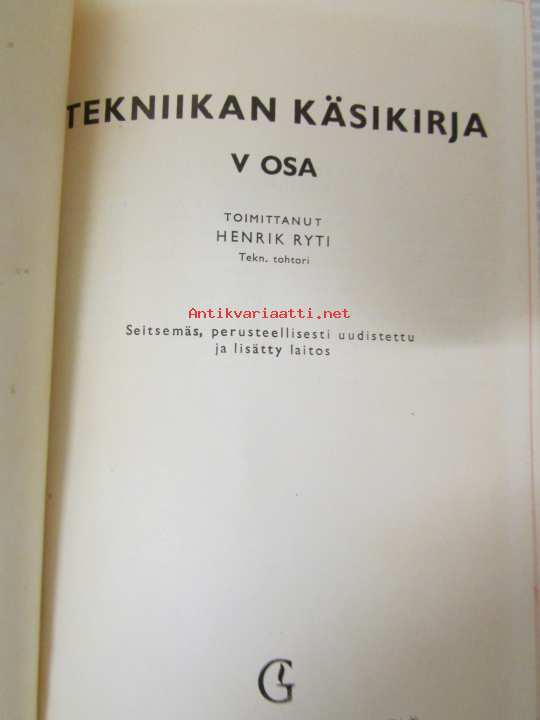 TEKNIIKAN KÄSIKIRJA
V OSA
TOIMITTANUT
HENRIK RYTI
Tekn. tohtori
Antikvariaatti.net
Seitsemäs, perusteellisesti uudistettu
ja lisätty laitos
G